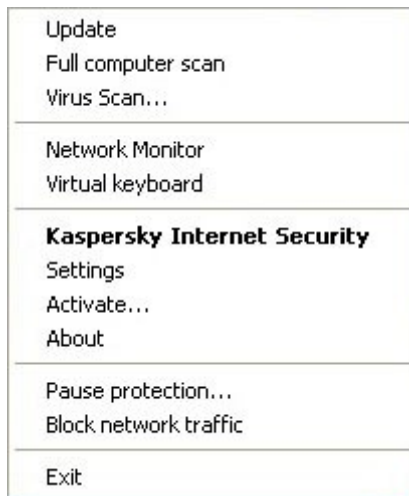 Update
Full computer scan
Virus Scan...
Network Monitor
Virtual keyboard
Kaspersky Internet Security
Settings
Activate...
About
Pause protection...
Block network traffic
Exit